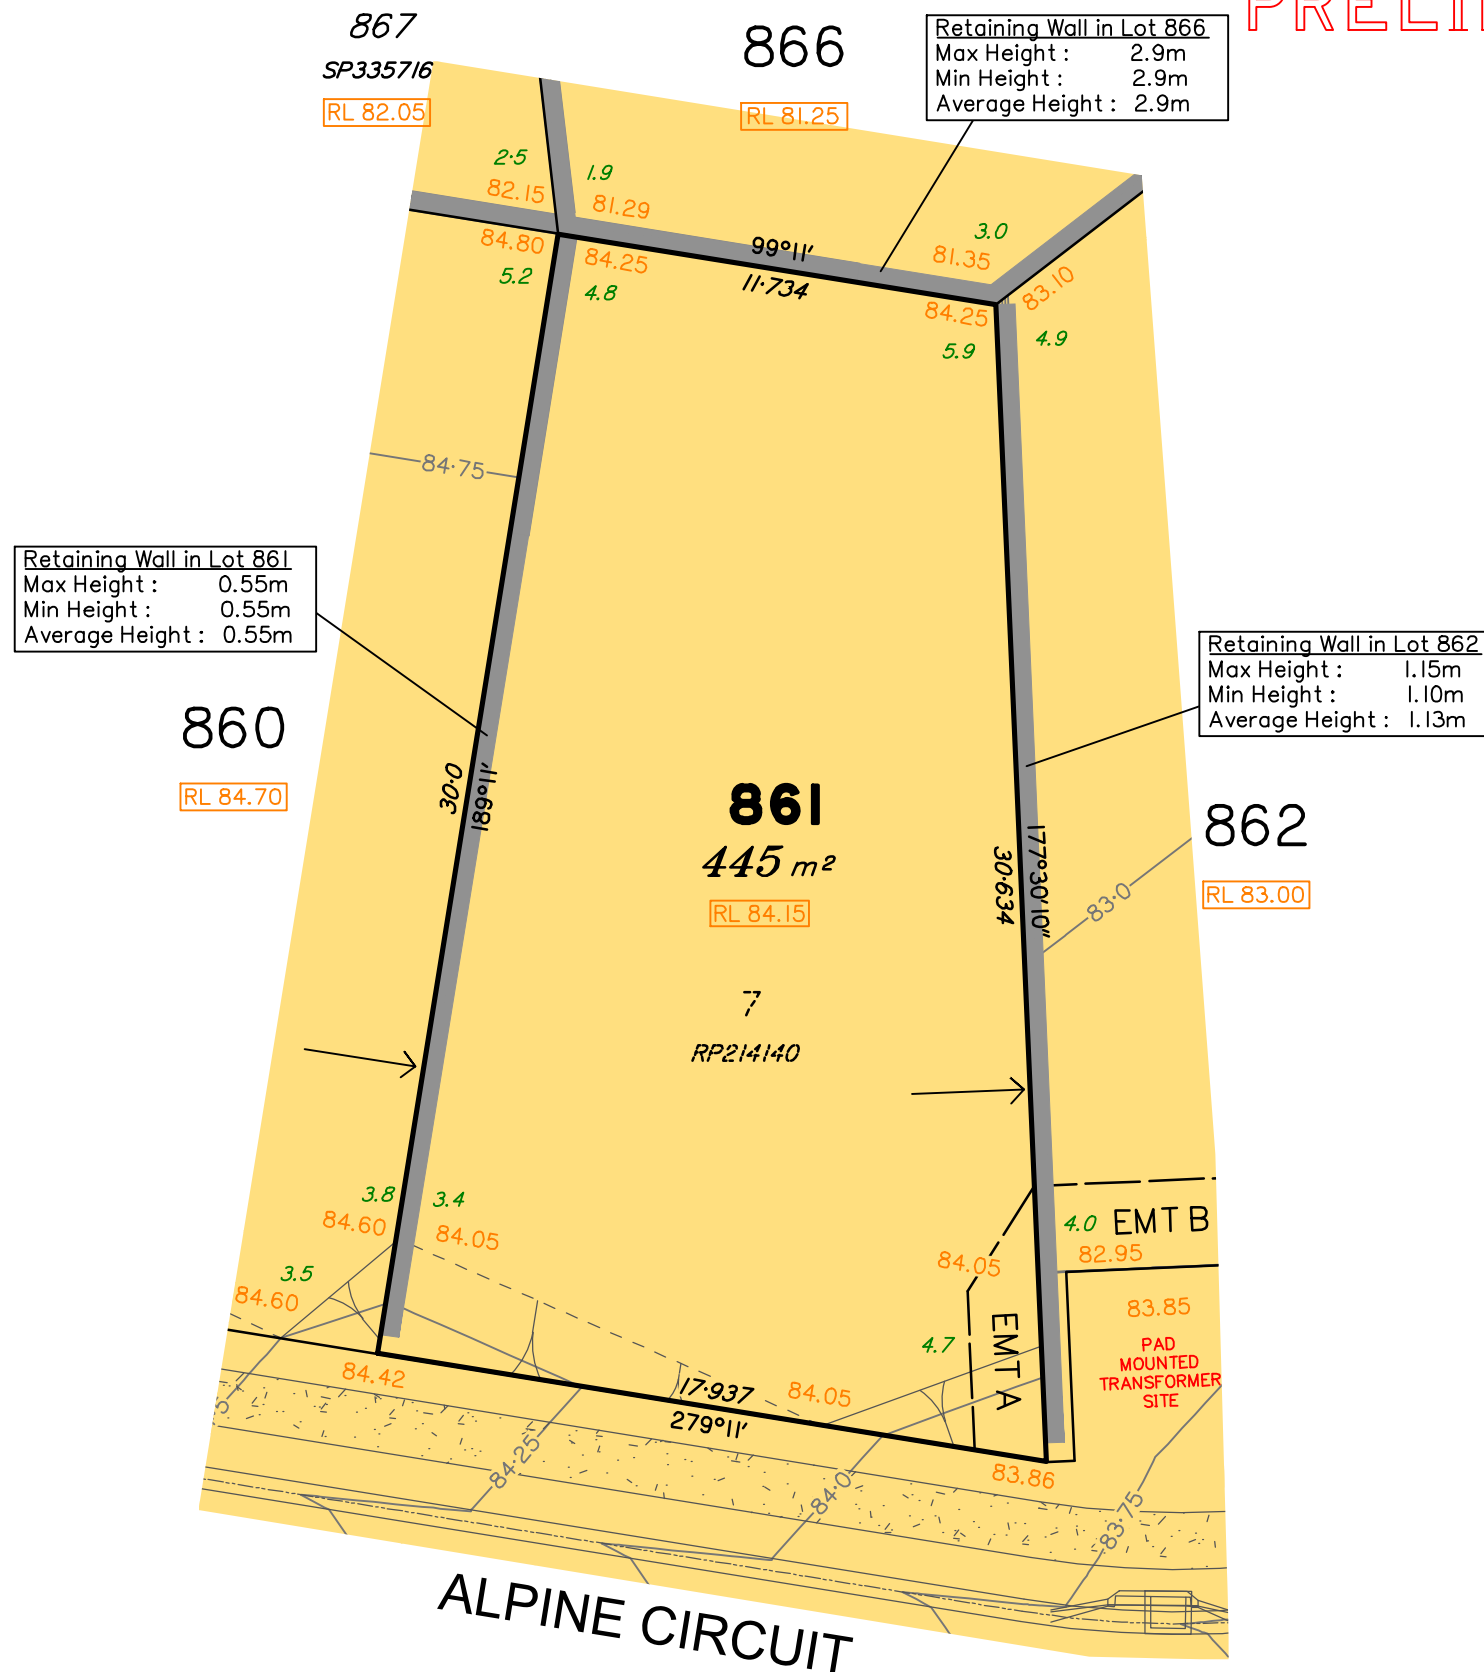 867
SP335716
RL 82.05
866
RL 81.25
Retaining Wall in Lot 866
Max Height : 2.9m
Min Height : 2.9m
Average Height : 2.9m
2·5
82.15
1.9
81.29
84.80
5.2
84.25
4.8
99°11'
11·734
3.0
81.35
84.25
5.9
83.10
4.9
84·75
Retaining Wall in Lot 861
Max Height : 0.55m
Min Height : 0.55m
Average Height : 0.55m
Retaining Wall in Lot 862
Max Height : 1.15m
Min Height : 1.10m
Average Height : 1.13m
860
RL 84.70
30·0
189°11'
861
445 m²
RL 84.15
7
RP214140
30·634
177°30'10"
862
RL 83.00
83·0
3.8
84.60
3.4
84.05
3.5
84.60
84.42
17·937
279°11'
84.05
84.05
4.7
EMT A
4.0
EMT B
82.95
83.85
PAD
MOUNTED
TRANSFORMER
SITE
83.86
84·25
84·0
83·75
ALPINE CIRCUIT